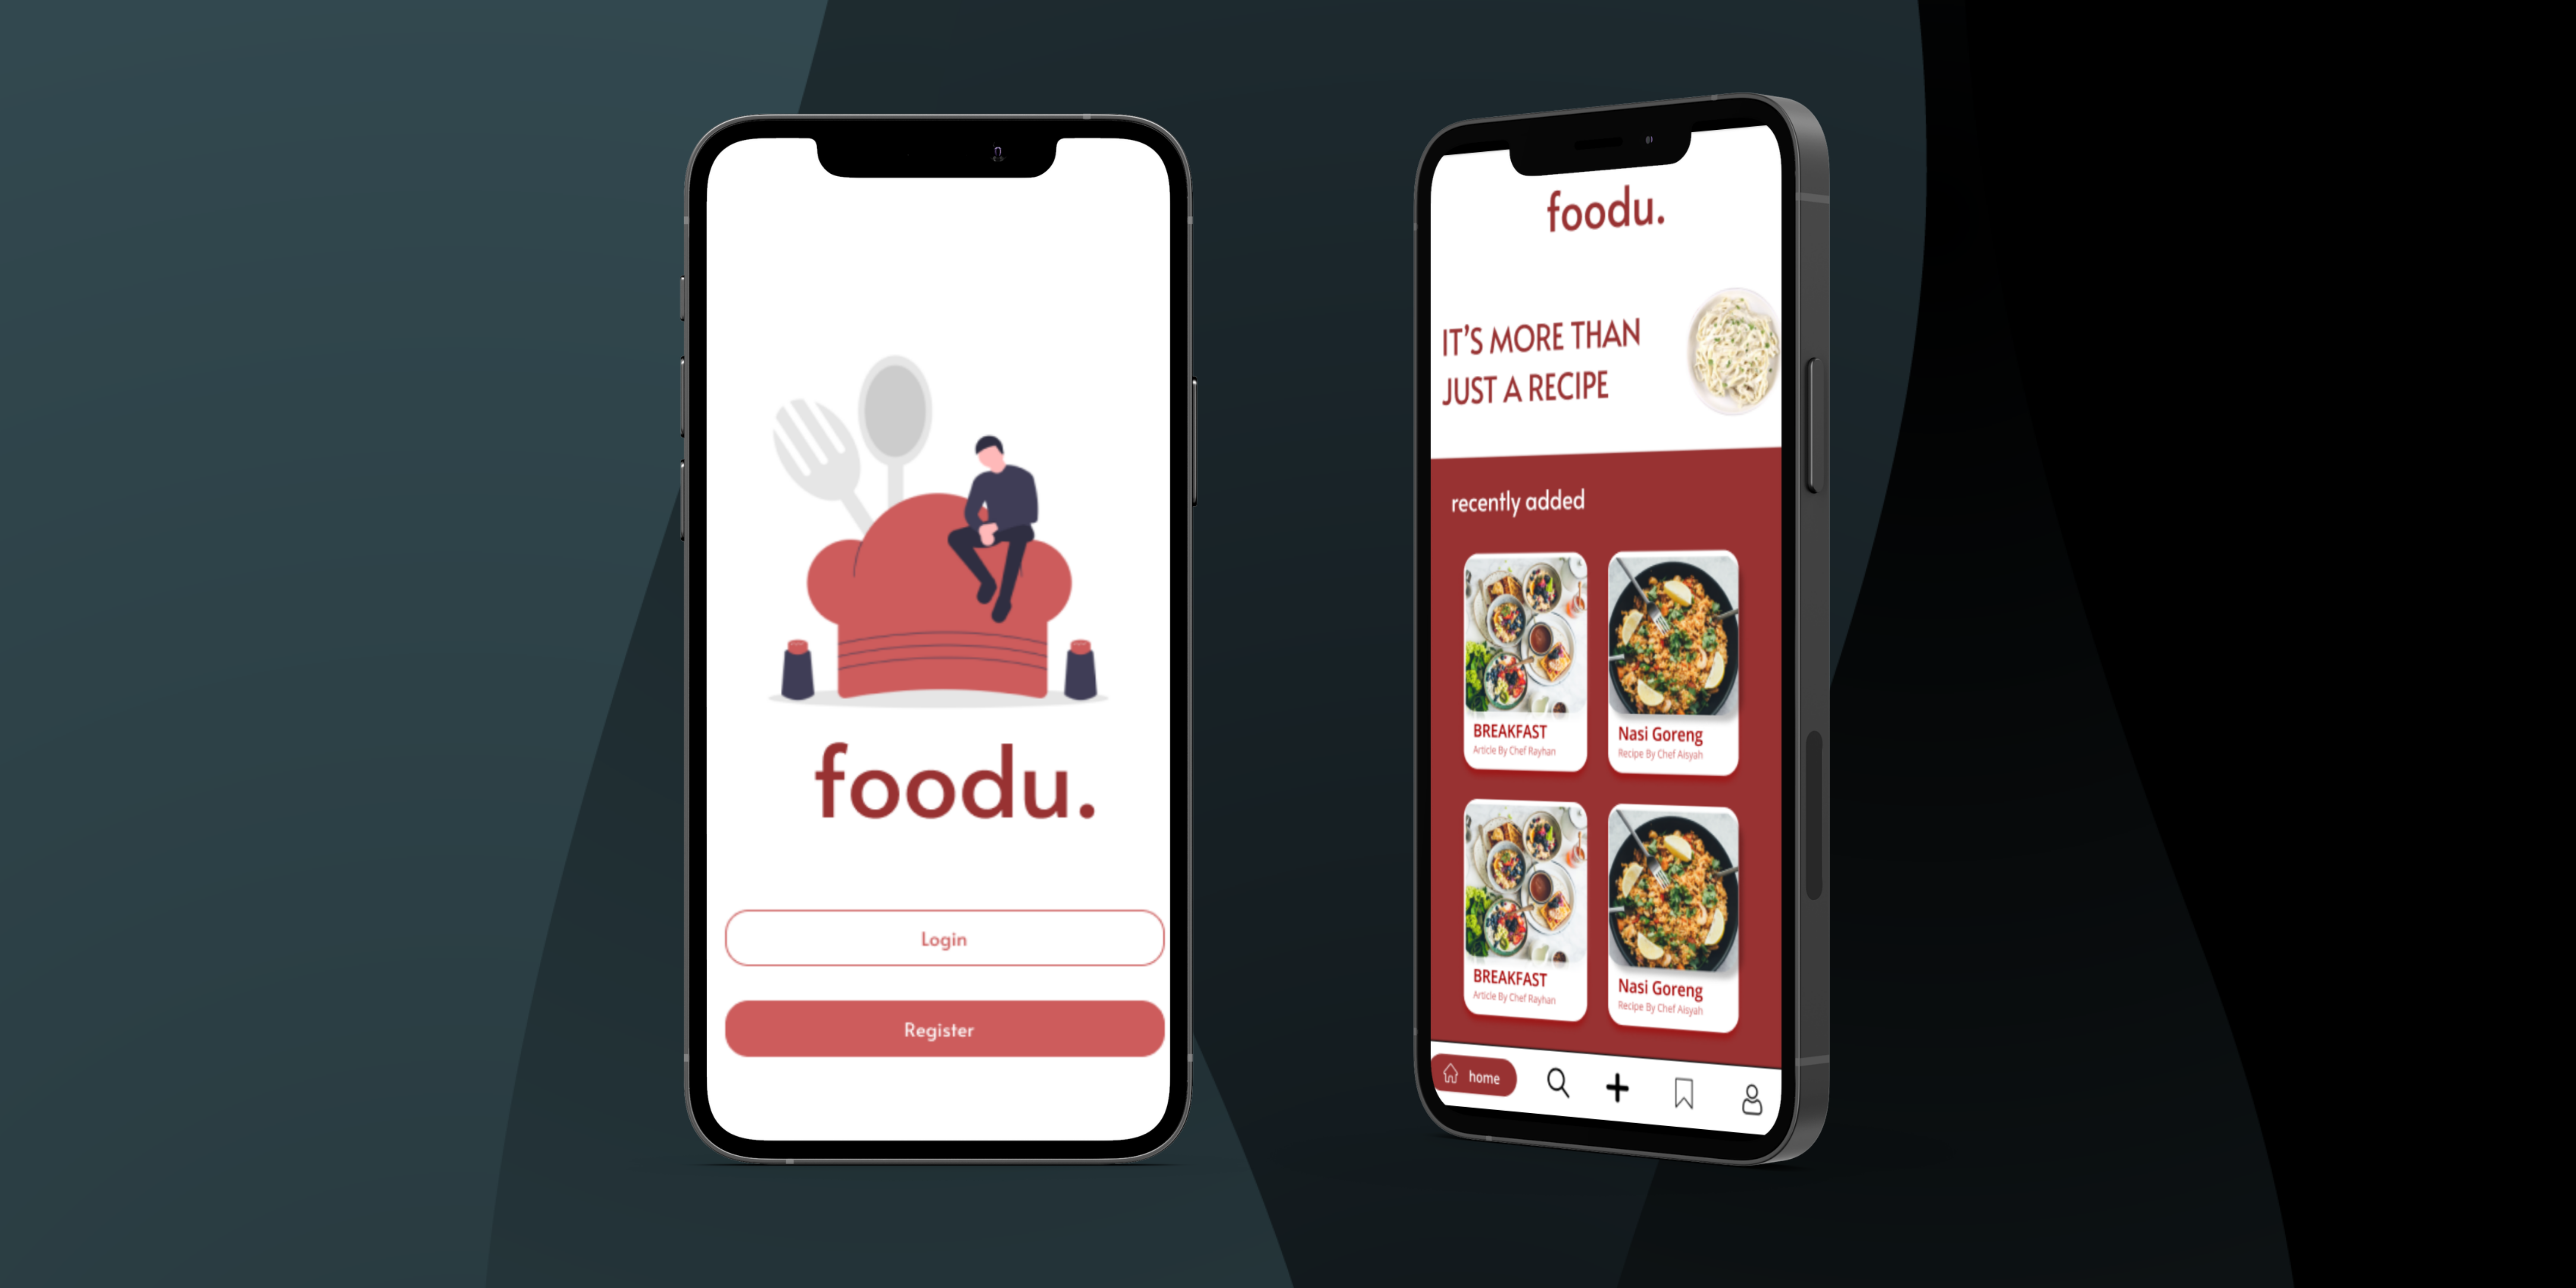 foodu.
Login
Register
foodu.
IT'S MORE THAN
JUST A RECIPE
recently added
BREAKFAST
Article By Chef Rayhan
Nasi Goreng
Recipe By Chef Aisyah
BREAKFAST
Article By Chef Rayhan
Nasi Goreng
Recipe By Chef Aisyah
home